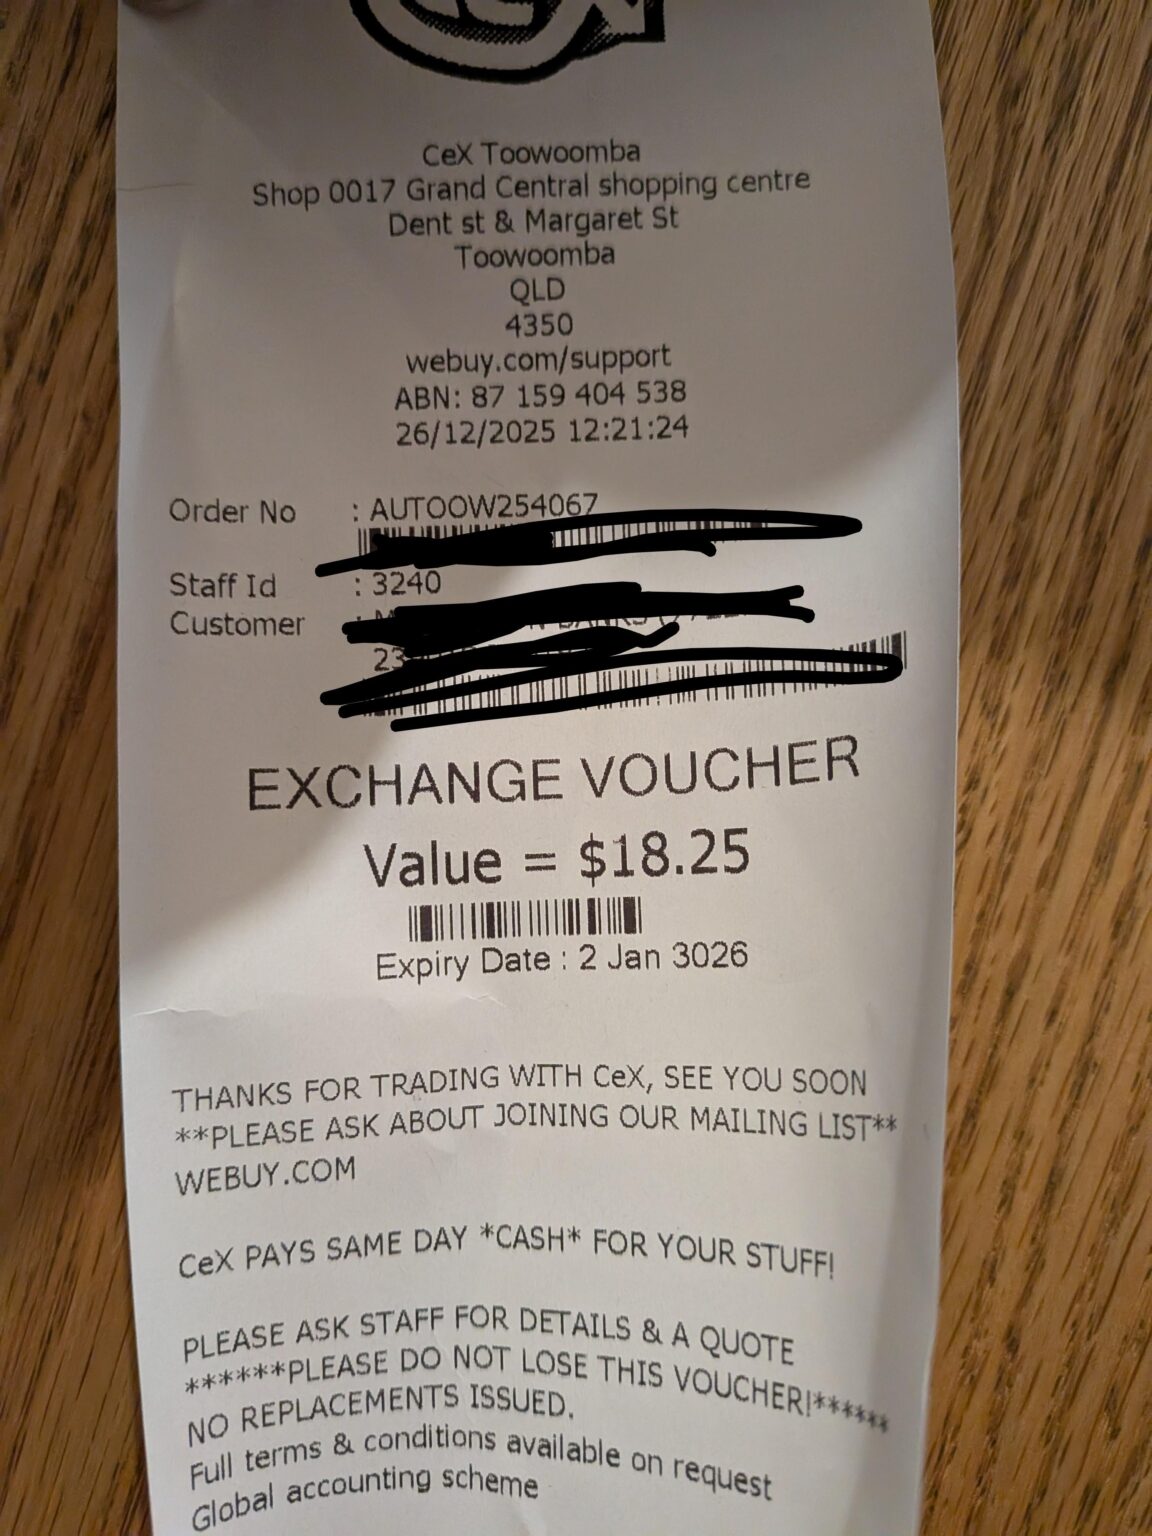 CeX Toowoomba
Shop 0017 Grand Central shopping centre
Dent st & Margaret St
Toowoomba
QLD
4350
webuy.com/support
ABN: 87 159 404 538
26/12/2025 12:21:24
Order No : AUTOOW254067
Staff Id : 3240
Customer :
EXCHANGE VOUCHER
Value = $18.25
Expiry Date : 2 Jan 3026
THANKS FOR TRADING WITH CeX, SEE YOU SOON
**PLEASE ASK ABOUT JOINING OUR MAILING LIST**
WEBUY.COM
CeX PAYS SAME DAY *CASH* FOR YOUR STUFF!
PLEASE ASK STAFF FOR DETAILS & A QUOTE
******PLEASE DO NOT LOSE THIS VOUCHER!******
NO REPLACEMENTS ISSUED.
Full terms & conditions available on request
Global accounting scheme